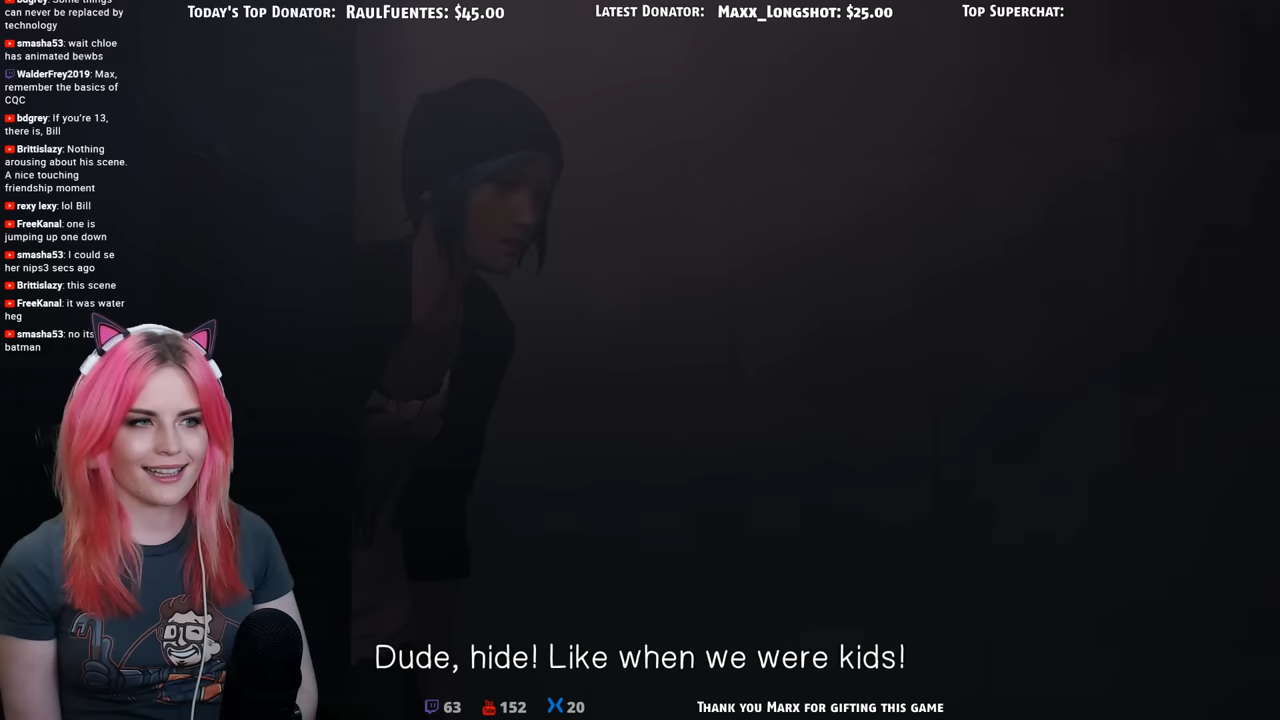 Today's Top Donator: RaulFuentes: $45.00
Latest Donator: Maxx_Longshot: $25.00
Top Superchat:
bdgrey: Some things
can never be replaced by
technology
smasha53: wait chloe
has animated bewbs
WalderFrey2019: Max,
remember the basics of
CQC
bdgrey: If you're 13,
there is, Bill
Brittislazy: Nothing
arousing about his scene.
A nice touching
friendship moment
rexy lexy: lol Bill
FreeKanal: one is
jumping up one down
smasha53: I could se
her nips3 secs ago
Brittislazy: this scene
FreeKanal: it was water
heg
smasha53: no its
batman
Dude, hide! Like when we were kids!
63
152
20
Thank you Marx for gifting this game